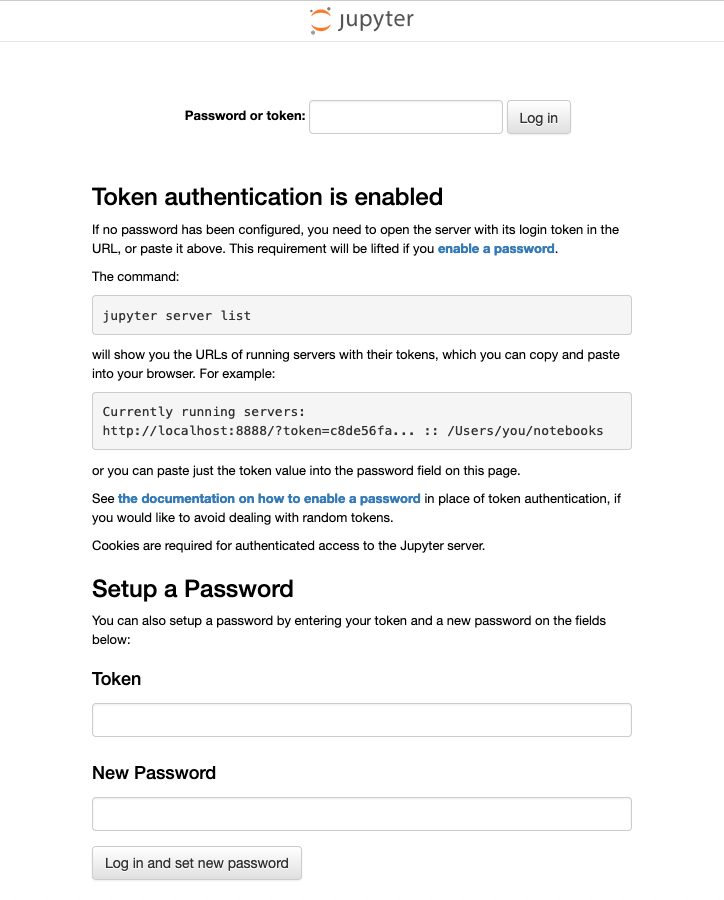 jupyter
Password or token:
Log in
Token authentication is enabled
If no password has been configured, you need to open the server with its login token in the
URL, or paste it above. This requirement will be lifted if you enable a password.
The command:
jupyter server list
will show you the URLs of running servers with their tokens, which you can copy and paste
into your browser. For example:
Currently running servers:
http://localhost:8888/?token=c8de56fa... :: /Users/you/notebooks
or you can paste just the token value into the password field on this page.
See the documentation on how to enable a password in place of token authentication, if
you would like to avoid dealing with random tokens.
Cookies are required for authenticated access to the Jupyter server.
Setup a Password
You can also setup a password by entering your token and a new password on the fields
below:
Token
New Password
Log in and set new password